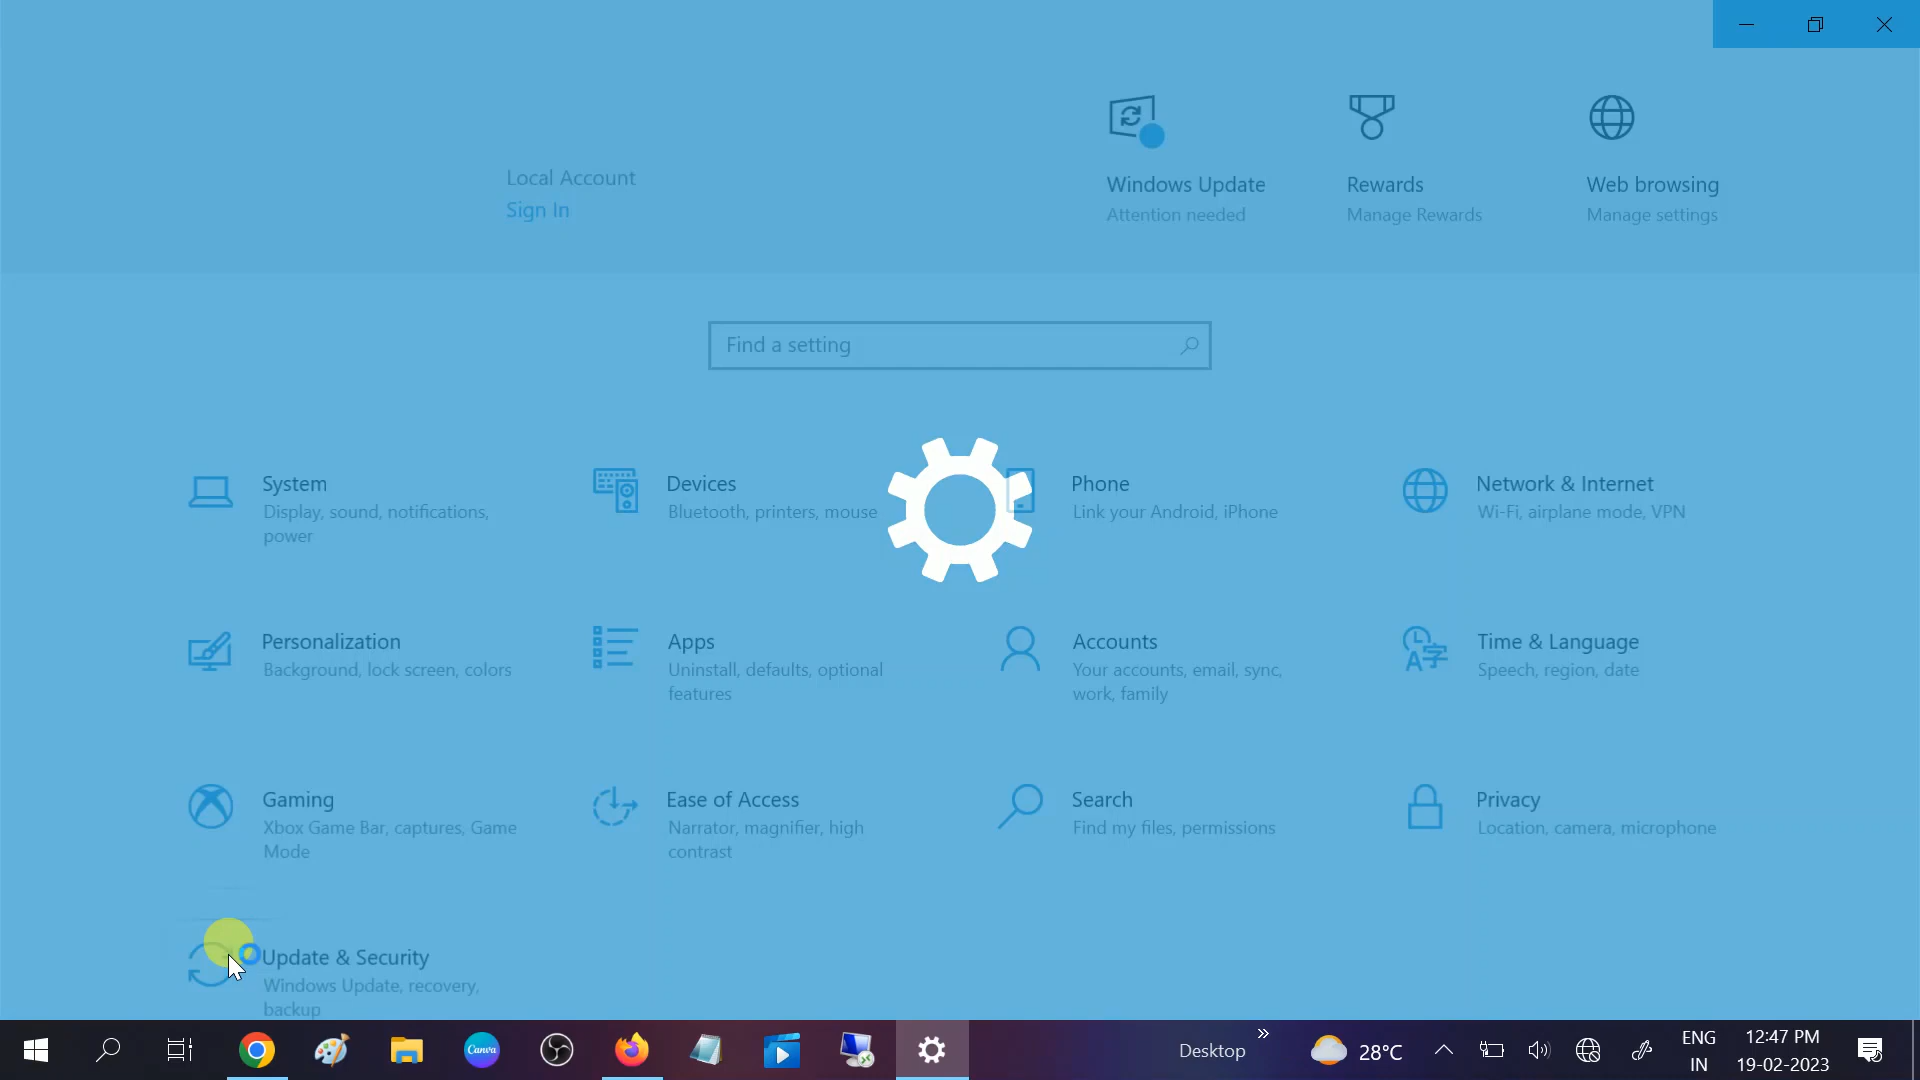 Local Account
Sign In
Windows Update
Attention needed
Rewards
Manage Rewards
Web browsing
Manage settings
Find a setting
System
Display, sound, notifications,
power
Devices
Bluetooth, printers, mouse
Phone
Link your Android, iPhone
Network & Internet
Wi-Fi, airplane mode, VPN
Personalization
Background, lock screen, colors
Apps
Uninstall, defaults, optional
features
Accounts
Your accounts, email, sync,
work, family
Time & Language
Speech, region, date
Gaming
Xbox Game Bar, captures, Game
Mode
Ease of Access
Narrator, magnifier, high
contrast
Search
Find my files, permissions
Privacy
Location, camera, microphone
Update & Security
Windows Update, recovery,
backup
Canva
Desktop
28°C
ENG
IN
12:47 PM
19-02-2023